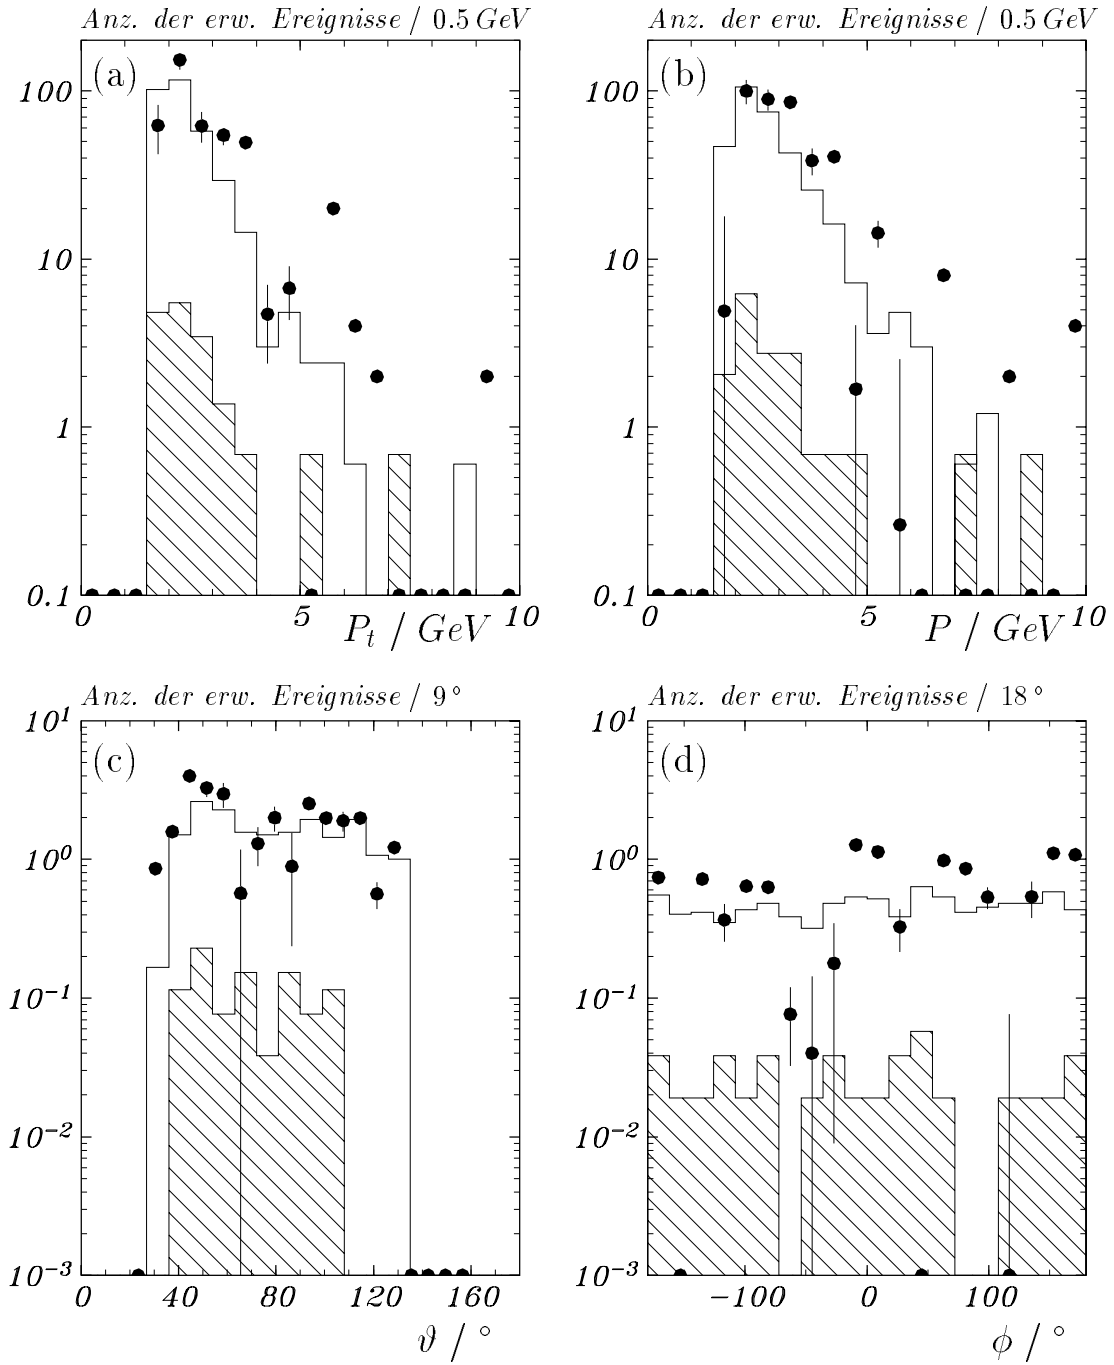 Anz. der erw. Ereignisse / 0.5 GeV
(a)
100
10
1
0.1
0 5 10
P_t / GeV
Anz. der erw. Ereignisse / 0.5 GeV
(b)
100
10
1
0.1
0 5 10
P / GeV
Anz. der erw. Ereignisse / 9°
(c)
10^1
10^0
10^-1
10^-2
10^-3
0 40 80 120 160
ϑ / °
Anz. der erw. Ereignisse / 18°
(d)
10^1
10^0
10^-1
10^-2
10^-3
-100 0 100
ϕ / °